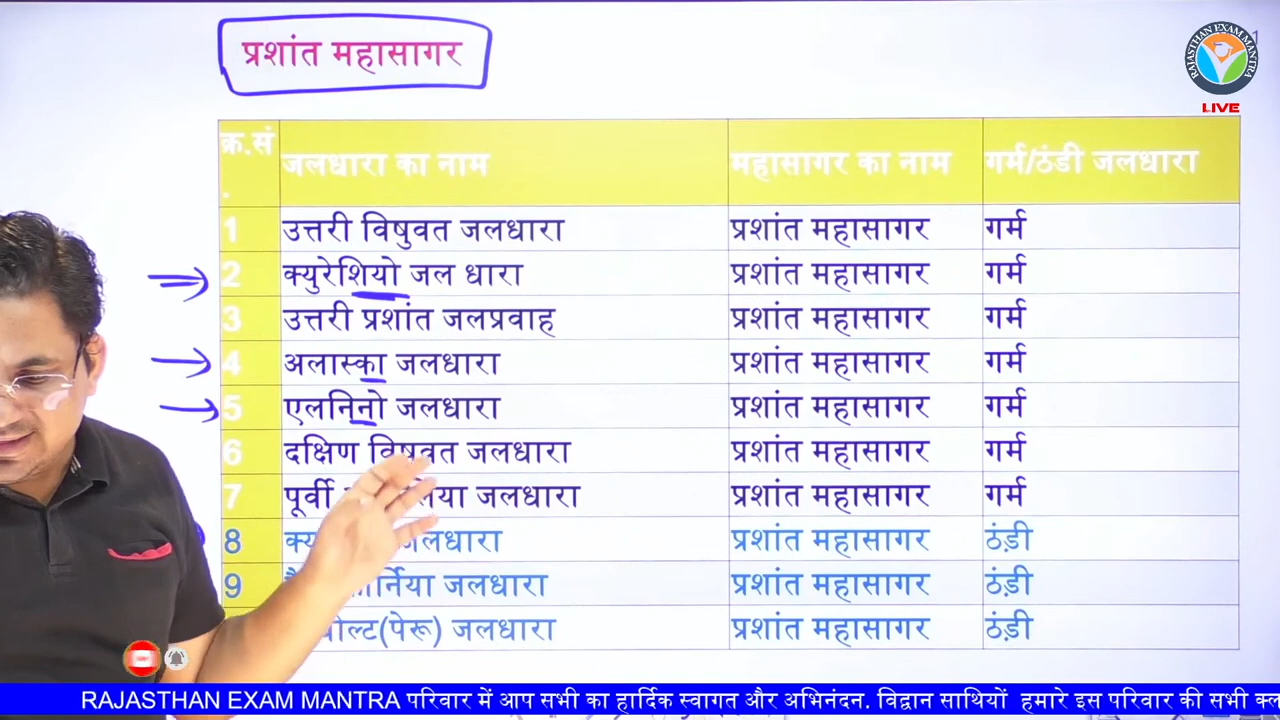 प्रशांत महासागर
RAJASTHAN EXAM MANTRA
LIVE
क्र.सं. जलधारा का नाम महासागर का नाम गर्म/ठंडी जलधारा
1 उत्तरी विषुवत जलधारा प्रशांत महासागर गर्म
2 क्युरेशियो जल धारा प्रशांत महासागर गर्म
3 उत्तरी प्रशांत जलप्रवाह प्रशांत महासागर गर्म
4 अलास्का जलधारा प्रशांत महासागर गर्म
5 एलनिनो जलधारा प्रशांत महासागर गर्म
6 दक्षिण विषुवत जलधारा प्रशांत महासागर गर्म
7 पूर्वी जलधारा प्रशांत महासागर गर्म
8 जलधारा प्रशांत महासागर ठंड़ी
9 जलधारा प्रशांत महासागर ठंड़ी
(पेरू) जलधारा प्रशांत महासागर ठंड़ी
RAJASTHAN EXAM MANTRA परिवार में आप सभी का हार्दिक स्वागत और अभिनंदन. विद्वान साथियों हमारे इस परिवार की सभी